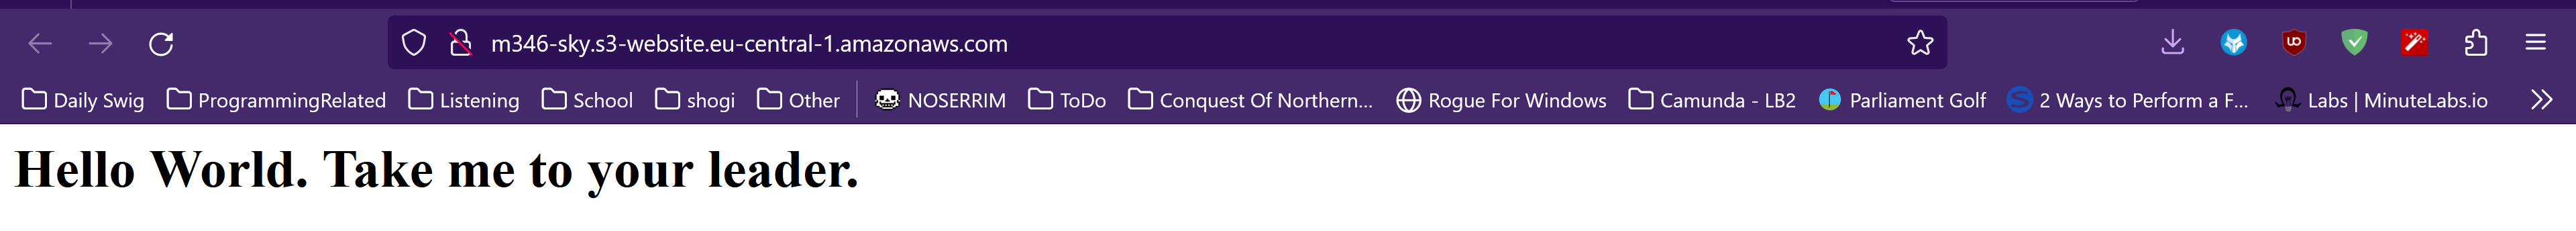 m346-sky.s3-website.eu-central-1.amazonaws.com
Daily Swig ProgrammingRelated Listening School shogi Other NOSERRIM ToDo Conquest Of Northern... Rogue For Windows Camunda - LB2 Parliament Golf 2 Ways to Perform a F... Labs | MinuteLabs.io
Hello World. Take me to your leader.